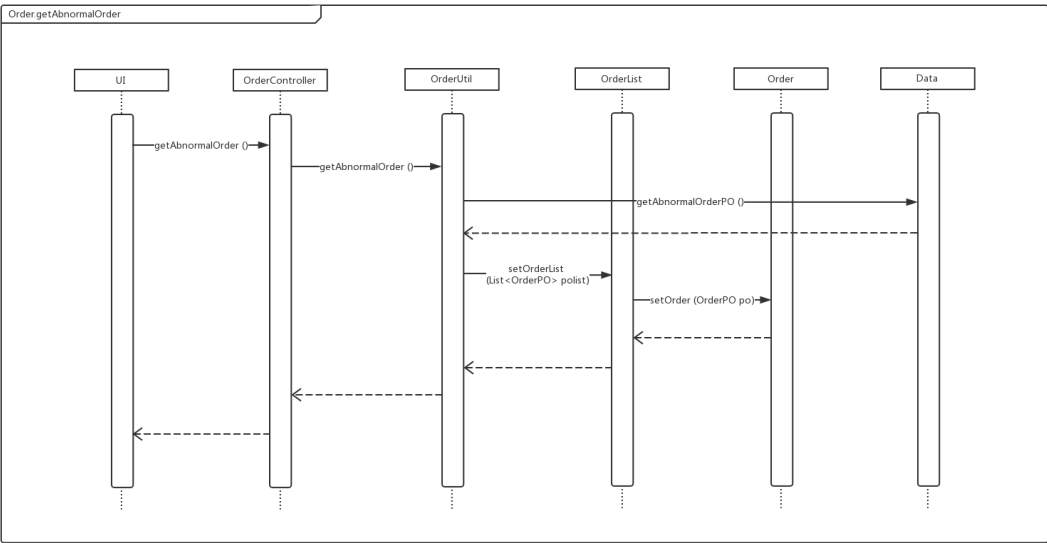 Order.getAbnormalOrder
UI
OrderController
OrderUtil
OrderList
Order
Data
getAbnormalOrder ()
getAbnormalOrder ()
getAbnormalOrderPO ()
setOrderList
(List<OrderPO> polist)
setOrder (OrderPO po)